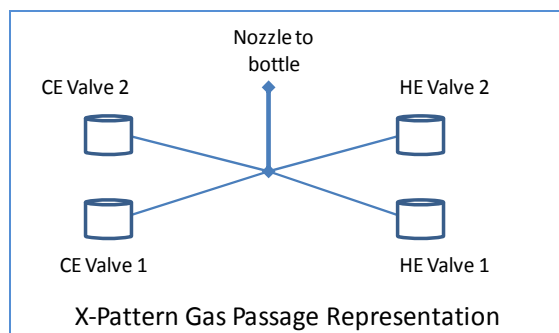 Nozzle to
bottle
CE Valve 2
HE Valve 2
CE Valve 1
HE Valve 1
X-Pattern Gas Passage Representation